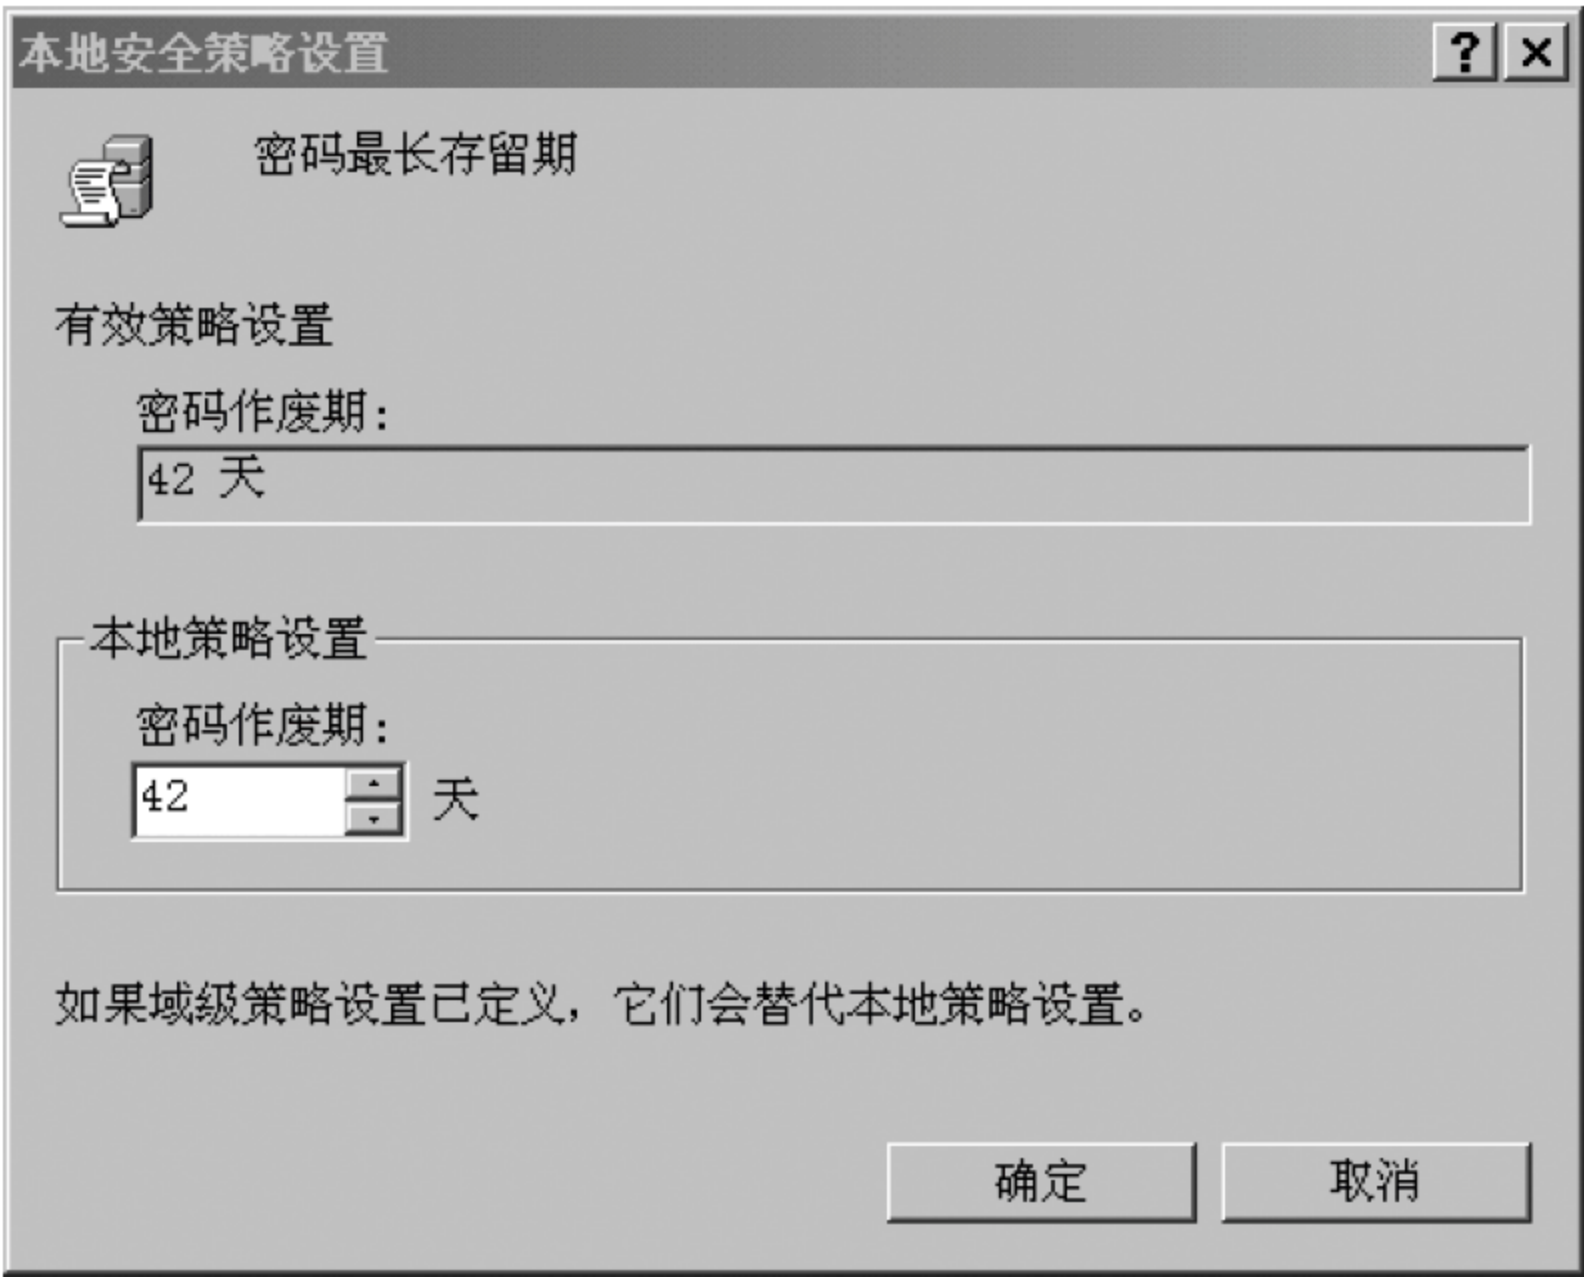 本地安全策略设置
密码最长存留期
有效策略设置
密码作废期:
42 天
本地策略设置
密码作废期:
42 天
如果域级策略设置已定义，它们会替代本地策略设置。
确定 取消